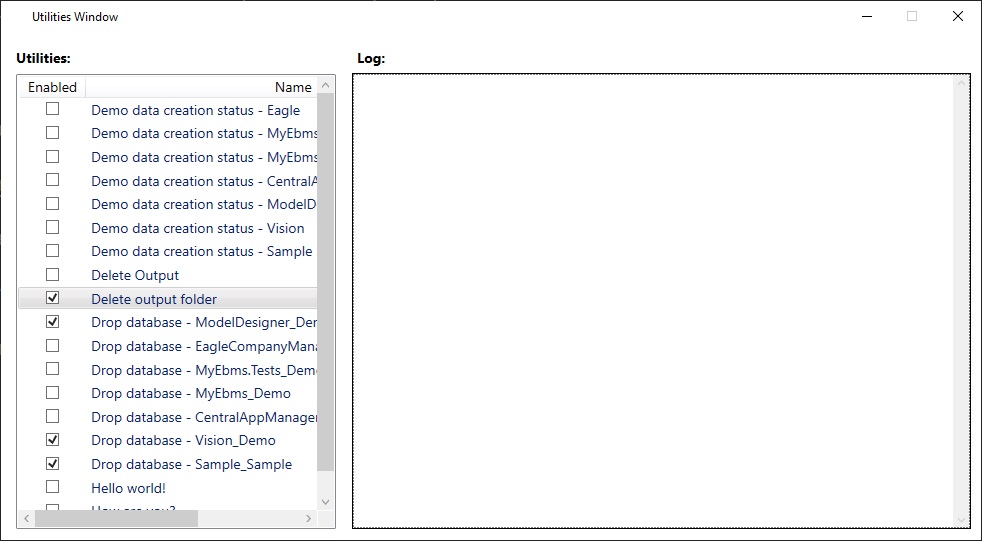 Utilities Window
Utilities:
Log:
Enabled Name
Demo data creation status - Eagle
Demo data creation status - MyEbms
Demo data creation status - MyEbms
Demo data creation status - CentralA
Demo data creation status - ModelD
Demo data creation status - Vision
Demo data creation status - Sample
Delete Output
Delete output folder
Drop database - ModelDesigner_Der
Drop database - EagleCompanyMana
Drop database - MyEbms.Tests_Demo
Drop database - MyEbms_Demo
Drop database - CentralAppManager
Drop database - Vision_Demo
Drop database - Sample_Sample
Hello world!
How are you?